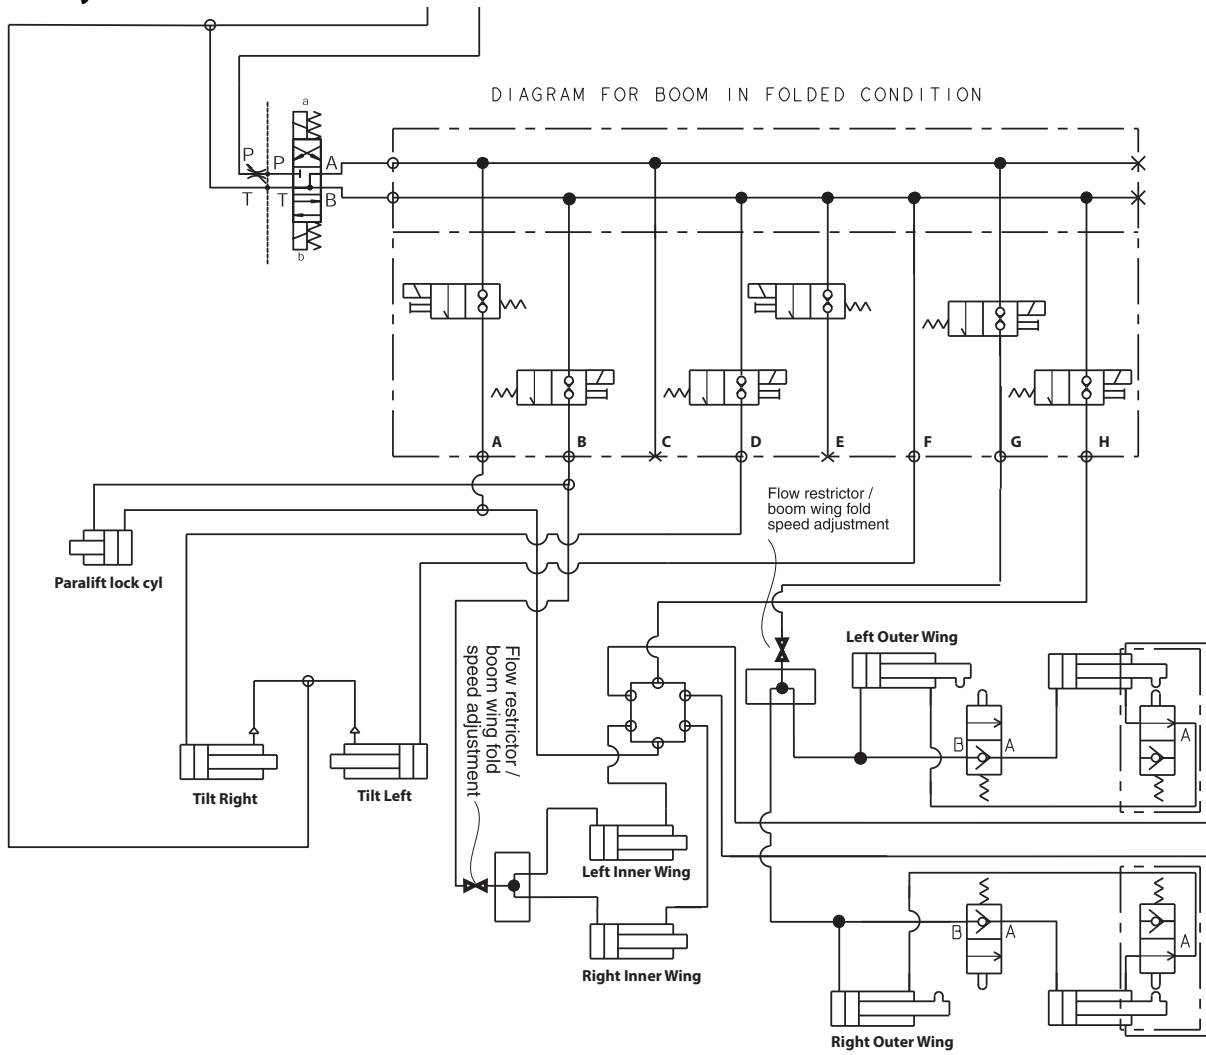 DIAGRAM FOR BOOM IN FOLDED CONDITION
a
P P A
T T B
b
A B C D E F G H
Flow restrictor /
boom wing fold
speed adjustment
Paralift lock cyl
Left Outer Wing
Flow restrictor /
boom wing fold
speed adjustment
B A
A
Tilt Right
Tilt Left
Left Inner Wing
B A
A
Right Inner Wing
Right Outer Wing